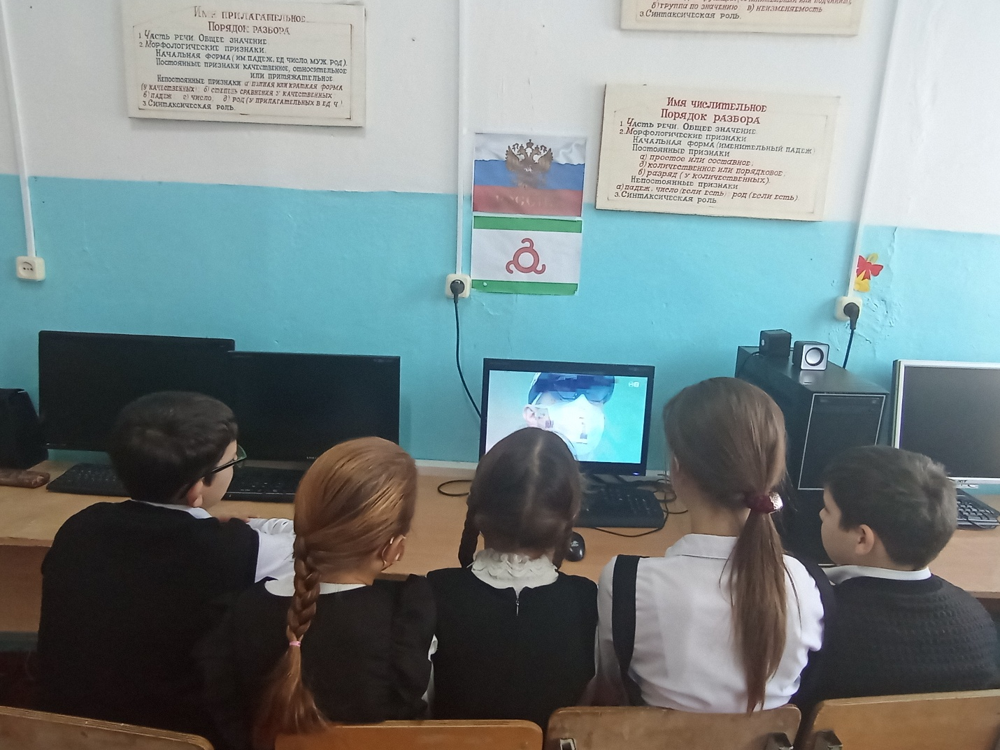 Имя прилагательное.
Порядок разбора
1. Часть речи. Общее значение.
2. Морфологические признаки.
Начальная форма (им падеж, ед число, муж. род).
Постоянные признаки качественное, относительное
или притяжательное
Непостоянные признаки: а) полная или краткая форма
(у качественных) б) степень сравнения у качественных
в) падеж г) число, д) род (у прилагательных в ед ч.)
3. Синтаксическая роль.
б) группа по значению, в) неизменяемость
3. Синтаксическая роль.
Имя числительное
Порядок разбора
1. Часть речи. Общее значение
2. Морфологические признаки
Начальная форма (именительный падеж)
Постоянные признаки
а) простое или составное,
б) количественное или порядковое,
в) разряд (у количественных).
Непостоянные признаки
а) падеж, число (если есть) род (если есть)
3. Синтаксическая роль